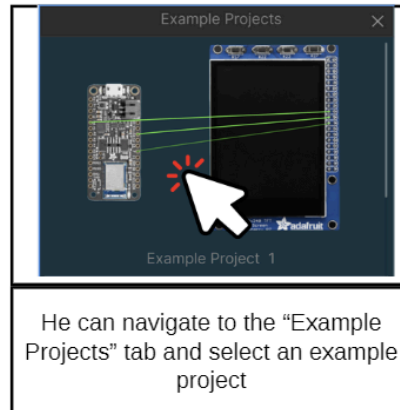 Example Projects
adafruit
Example Project 1
He can navigate to the “Example
Projects” tab and select an example
project